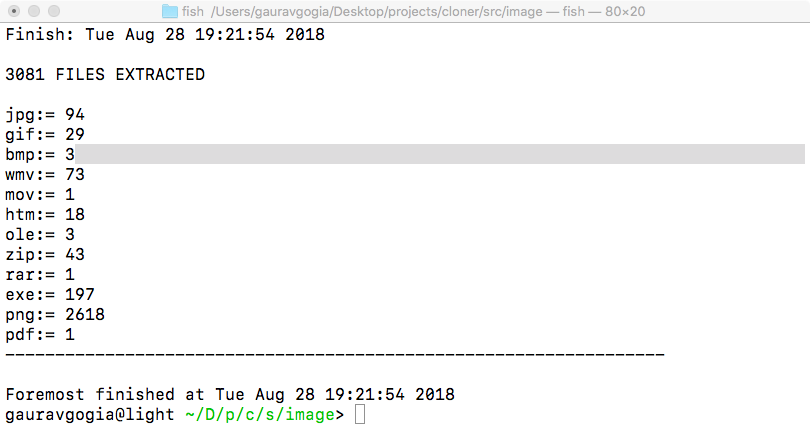 fish /Users/gauravgogia/Desktop/projects/cloner/src/image — fish — 80×20
Finish: Tue Aug 28 19:21:54 2018
3081 FILES EXTRACTED
jpg:= 94
gif:= 29
bmp:= 3
wmv:= 73
mov:= 1
htm:= 18
ole:= 3
zip:= 43
rar:= 1
exe:= 197
png:= 2618
pdf:= 1
------------------------------------------------------------------
Foremost finished at Tue Aug 28 19:21:54 2018
gauravgogia@light ~/D/p/c/s/image>